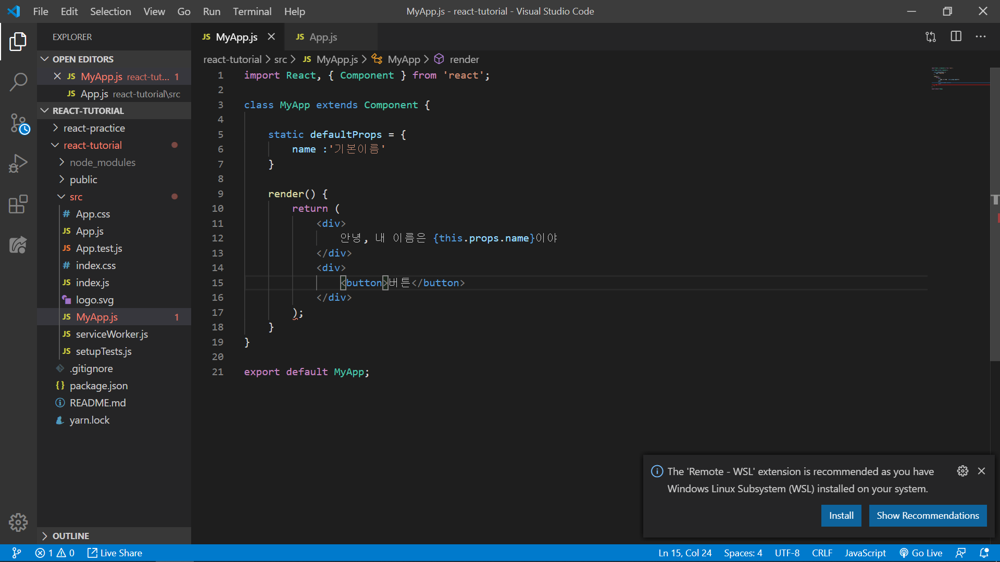 File Edit Selection View Go Run Terminal Help
MyApp.js - react-tutorial - Visual Studio Code
EXPLORER
OPEN EDITORS
JS MyApp.js react-tut... 1
JS App.js react-tutorial\src
REACT-TUTORIAL
react-practice
react-tutorial
node_modules
public
src
# App.css
JS App.js
JS App.test.js
# index.css
JS index.js
logo.svg
JS MyApp.js 1
JS serviceWorker.js
JS setupTests.js
.gitignore
{} package.json
README.md
yarn.lock
OUTLINE
JS MyApp.js
JS App.js
react-tutorial > src > JS MyApp.js > MyApp > render
1 import React, { Component } from 'react';
2
3 class MyApp extends Component {
4
5 static defaultProps = {
6 name :'기본이름'
7 }
8
9 render() {
10 return (
11 <div>
12 안녕, 내 이름은 {this.props.name}이야
13 </div>
14 <div>
15 <button>버튼</button>
16 </div>
17 );
18 }
19 }
20
21 export default MyApp;
The 'Remote - WSL' extension is recommended as you have
Windows Linux Subsystem (WSL) installed on your system.
Install Show Recommendations
1 0 Live Share
Ln 15, Col 24 Spaces: 4 UTF-8 CRLF JavaScript Go Live